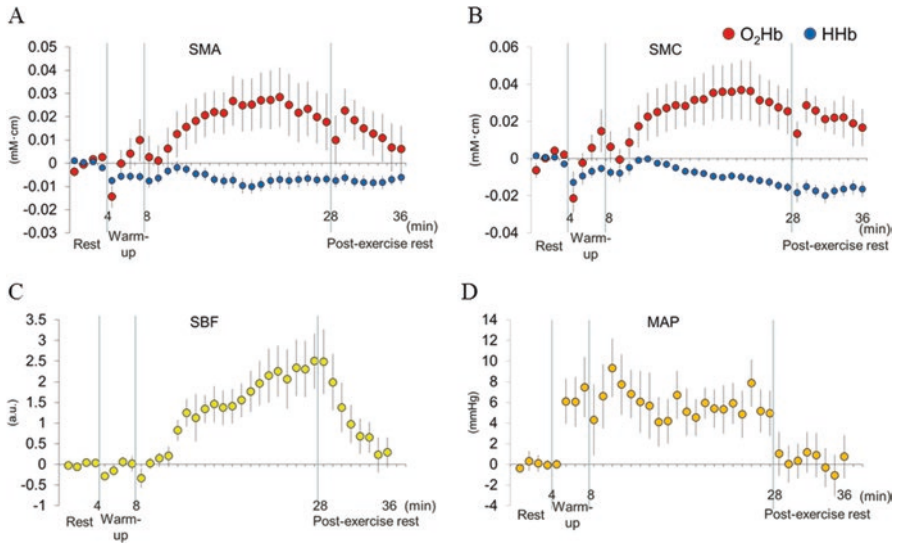 A
SMA
0.05
0.04
0.03
0.02
0.01
0
-0.01
-0.02
-0.03
(mM·cm)
4
8
28
36
(min)
Rest
Warm-
up
Post-exercise rest
B
SMC
O₂Hb
HHb
0.06
0.04
0.02
0
-0.02
-0.04
(mM·cm)
4
8
28
36
(min)
Rest
Warm-
up
Post-exercise rest
C
SBF
3.5
3
2.5
2
1.5
1
0.5
0
-0.5
-1
(a.u.)
4
8
28
36
(min)
Rest
Warm-
up
Post-exercise rest
D
MAP
14
12
10
8
6
4
2
0
-2
-4
-6
(mmHg)
4
8
28
36
(min)
Rest
Warm-
up
Post-exercise rest